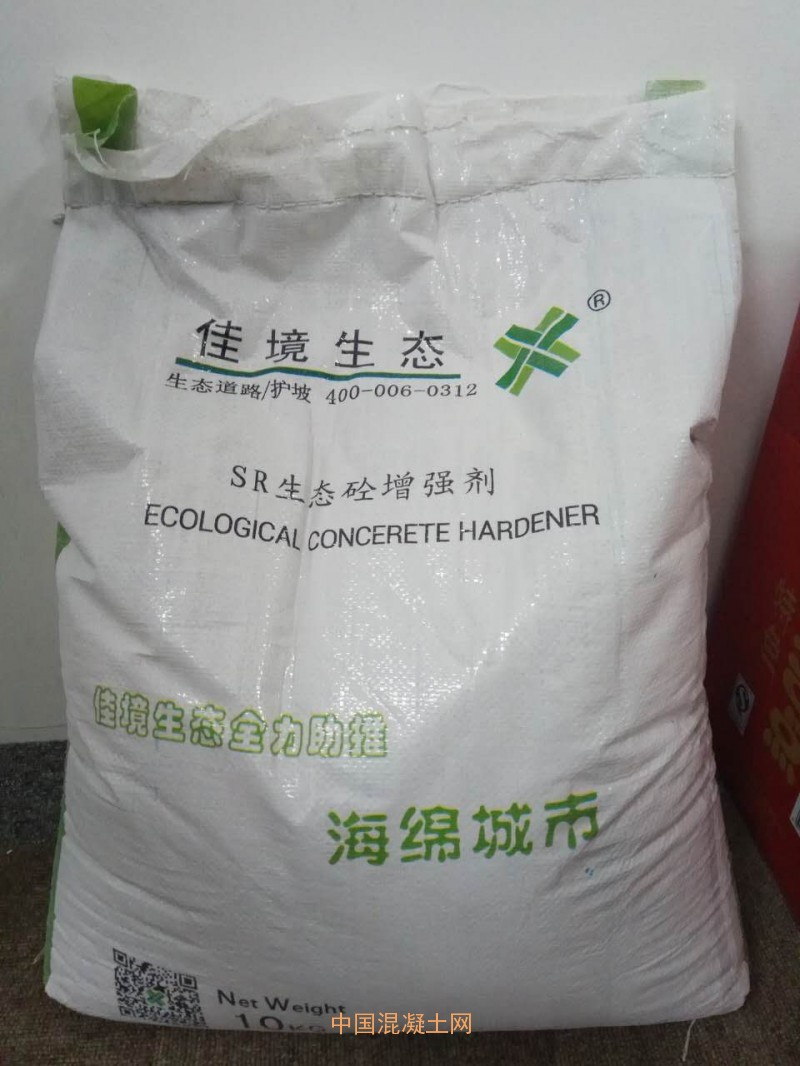 佳境生态
®
生态道路/护坡 400-006-0312
SR生态砼增强剂
ECOLOGICAL CONCERETE HARDENER
佳境生态全力助推
海绵城市
Net Weight
10KG
中国混凝土网